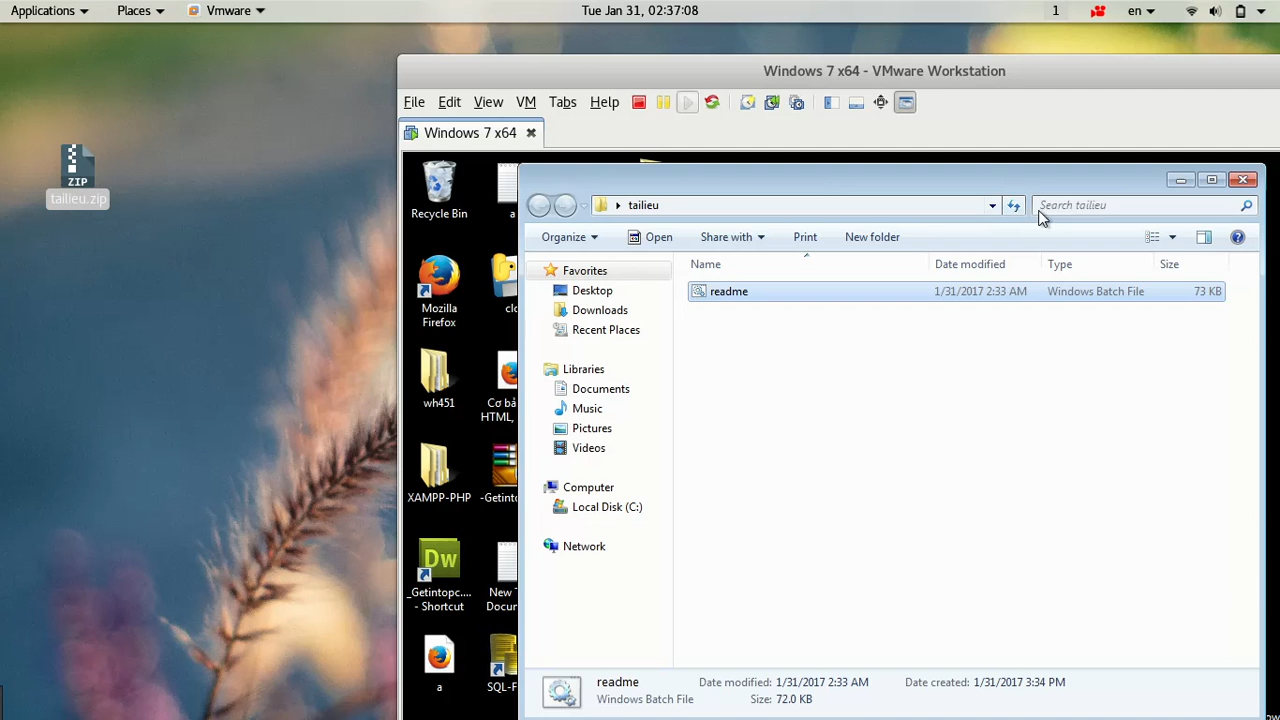 Applications Places Vmware Tue Jan 31, 02:37:08 1 en
Windows 7 x64 - VMware Workstation
File Edit View VM Tabs Help
Windows 7 x64
ZIP
tailieu.zip
Recycle Bin
a
Mozilla
Firefox
clo
wh451
Cơ bả
HTML,
XAMPP-PHP
-Getinto
Dw
_Getintopc....
- Shortcut
New T
Docum
a
SQL-F
tailieu
Search tailieu
Organize Open Share with Print New folder
Name Date modified Type Size
readme 1/31/2017 2:33 AM Windows Batch File 73 KB
Favorites
Desktop
Downloads
Recent Places
Libraries
Documents
Music
Pictures
Videos
Computer
Local Disk (C:)
Network
readme Date modified: 1/31/2017 2:33 AM Date created: 1/31/2017 3:34 PM
Windows Batch File Size: 72.0 KB